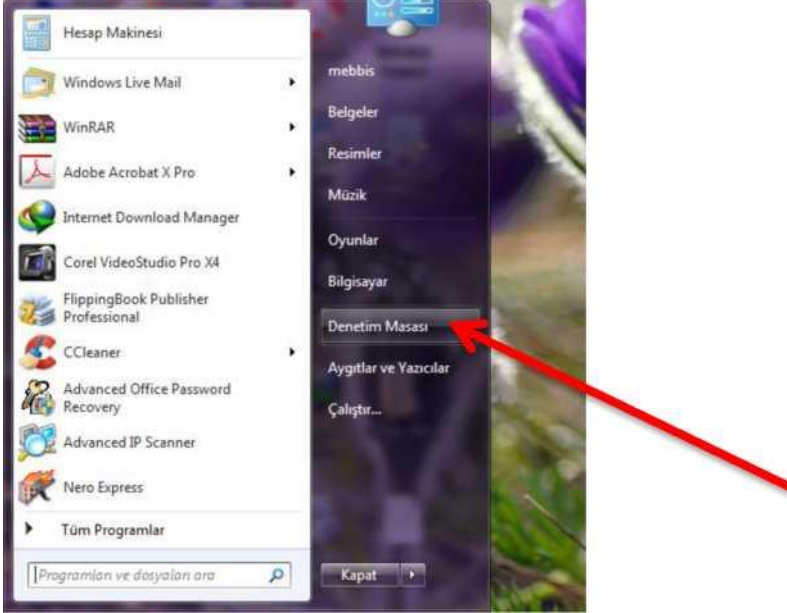 Hesap Makinesi
Windows Live Mail
WinRAR
Adobe Acrobat X Pro
Internet Download Manager
Corel VideoStudio Pro X4
FlippingBook Publisher
Professional
CCleaner
Advanced Office Password
Recovery
Advanced IP Scanner
Nero Express
Tüm Programlar
Programları ve dosyaları ara
mebbis
Belgeler
Resimler
Müzik
Oyunlar
Bilgisayar
Denetim Masası
Aygıtlar ve Yazıcılar
Çalıştır...
Kapat